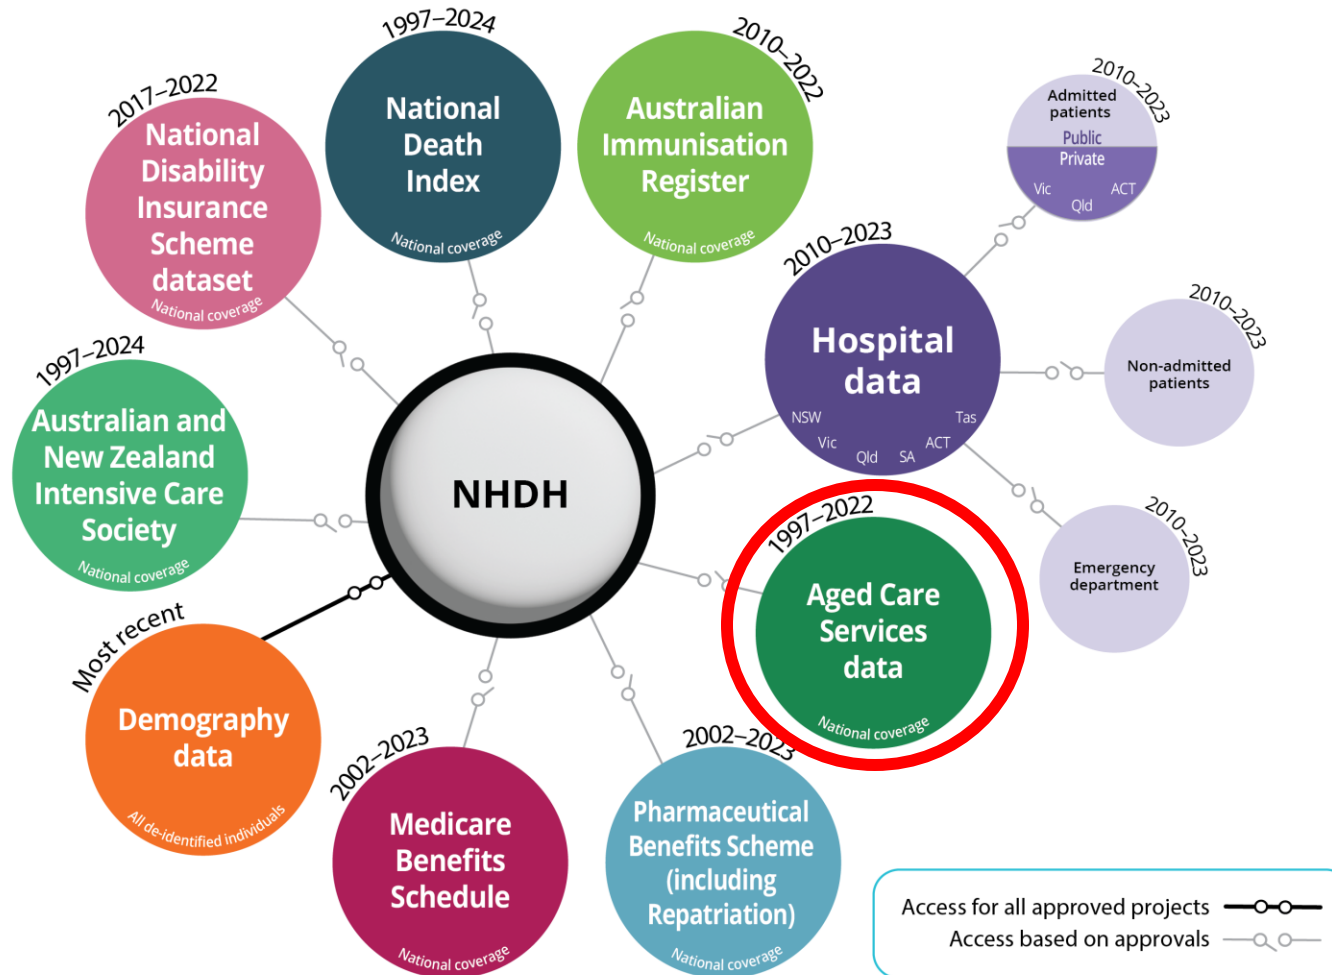 1997–2024
National
Death
Index
National coverage
2010–2022
Australian
Immunisation
Register
National coverage
2017–2022
National
Disability
Insurance
Scheme
dataset
National coverage
2010–2023
Admitted
patients
Public
Private
Vic
Qld
ACT
2010–2023
Hospital
data
NSW
Vic
Qld
SA
ACT
Tas
2010–2023
Non-admitted
patients
1997–2024
Australian and
New Zealand
Intensive Care
Society
National coverage
NHDH
1997–2022
Aged Care
Services
data
National coverage
2010–2023
Emergency
department
Most recent
Demography
data
All de-identified individuals
2002–2023
Medicare
Benefits
Schedule
National coverage
2002–2023
Pharmaceutical
Benefits Scheme
(including
Repatriation)
National coverage
Access for all approved projects
Access based on approvals